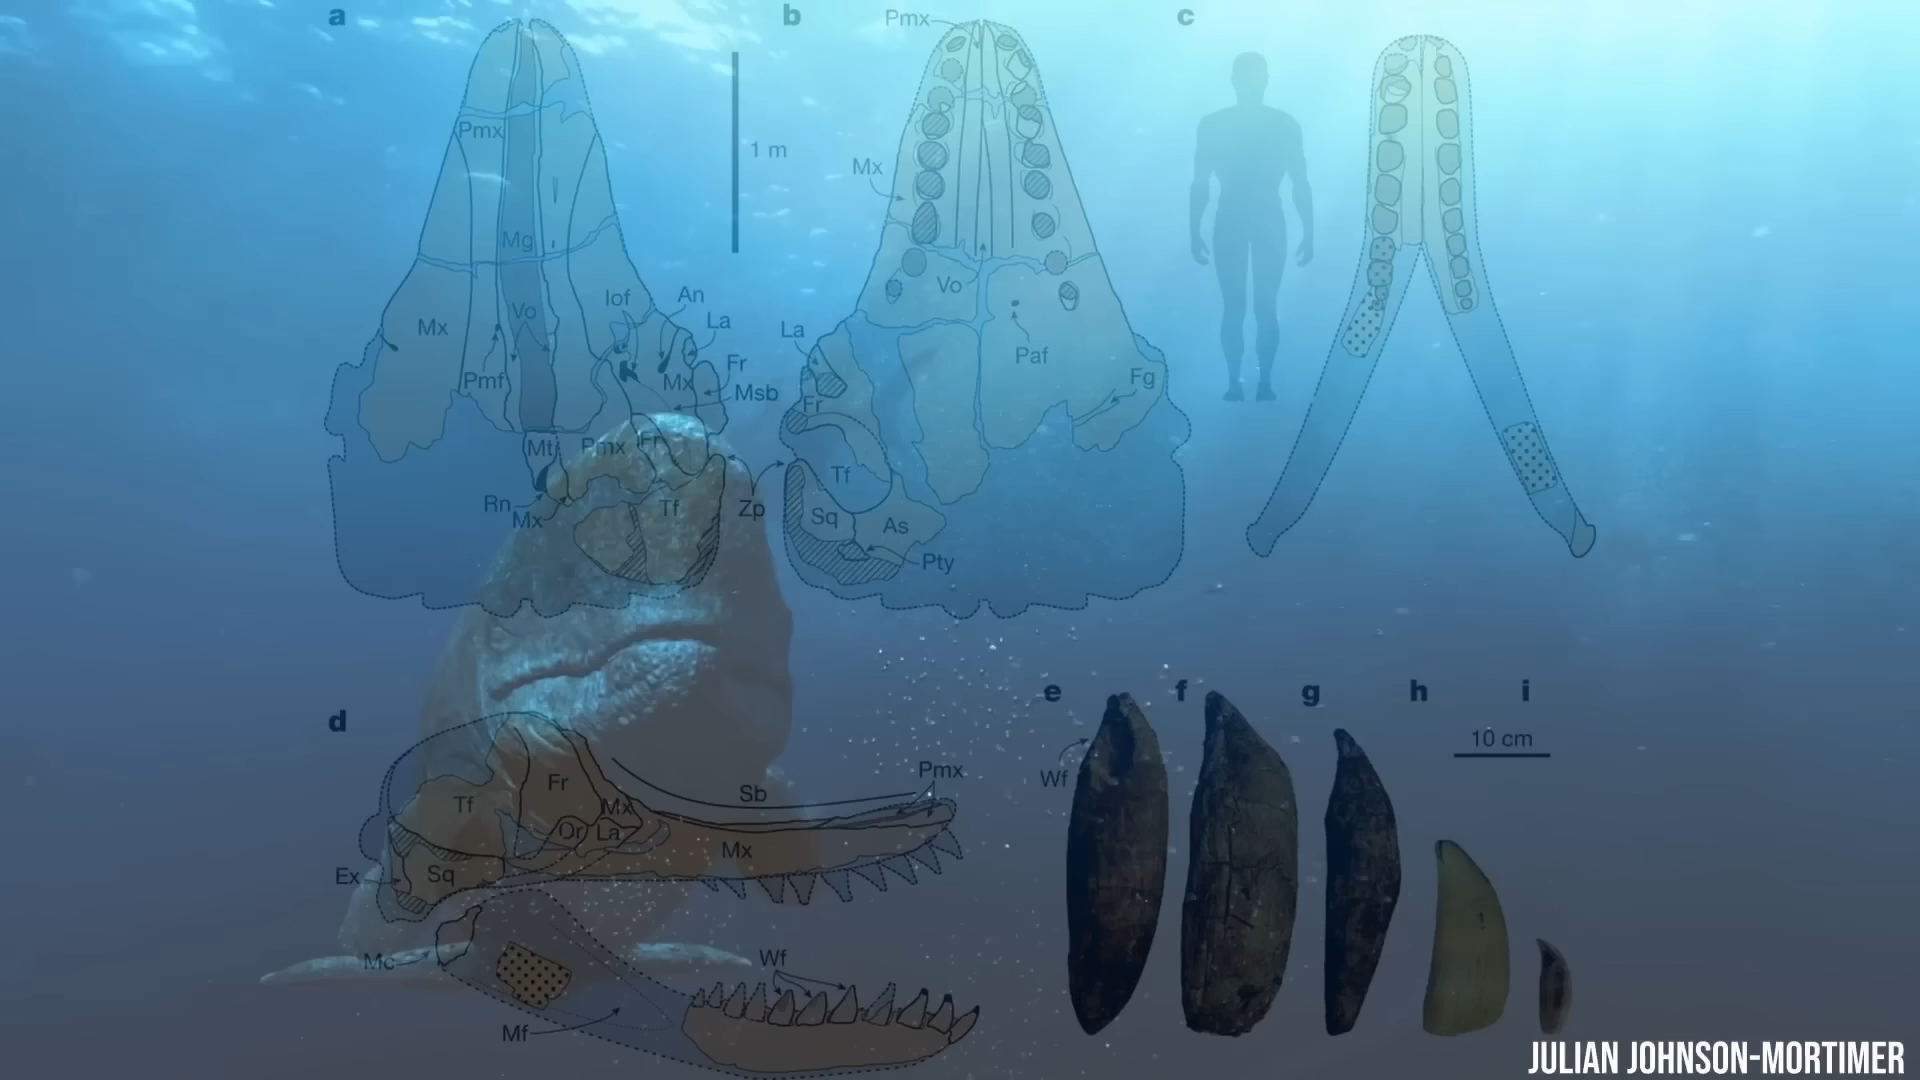 a
b
Pmx
c
Pmx
1 m
Mx
Mg
Vo
Iof
An
La
Mx
Vo
La
Paf
Fr
Mx
Fg
Pmf
Msb
Fr
Mt
Pmx
Fr
Tf
Rn
Mx
Tf
Zp
Sq
As
Pty
e
f
g
h
i
d
10 cm
Wf
Pmx
Fr
Sb
Tf
Mx
Or
La
Mx
Ex
Sq
Mc
Wf
Mf
JULIAN JOHNSON-MORTIMER